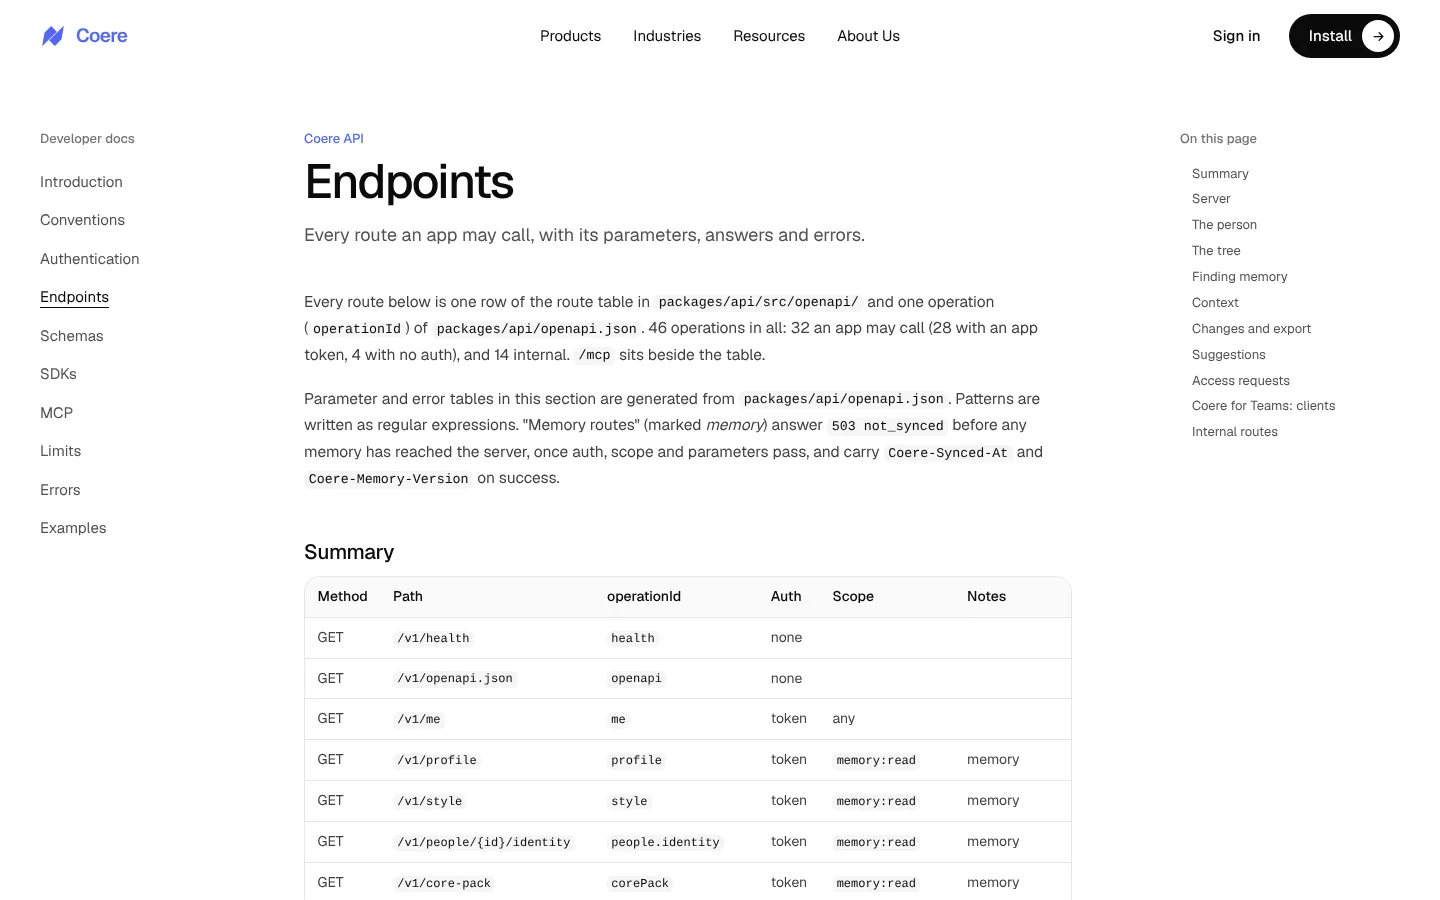 Coere
Products
Industries
Resources
About Us
Sign in
Install
Developer docs
Introduction
Conventions
Authentication
Endpoints
Schemas
SDKs
MCP
Limits
Errors
Examples
Coere API
Endpoints
Every route an app may call, with its parameters, answers and errors.
Every route below is one row of the route table in packages/api/src/openapi/ and one operation
(operationId) of packages/api/openapi.json. 46 operations in all: 32 an app may call (28 with an app
token, 4 with no auth), and 14 internal. /mcp sits beside the table.
Parameter and error tables in this section are generated from packages/api/openapi.json. Patterns are
written as regular expressions. "Memory routes" (marked memory) answer 503 not_synced before any
memory has reached the server, once auth, scope and parameters pass, and carry Coere-Synced-At and
Coere-Memory-Version on success.
Summary
Method Path operationId Auth Scope Notes
GET /v1/health health none
GET /v1/openapi.json openapi none
GET /v1/me me token any
GET /v1/profile profile token memory:read memory
GET /v1/style style token memory:read memory
GET /v1/people/{id}/identity people.identity token memory:read memory
GET /v1/core-pack corePack token memory:read memory
On this page
Summary
Server
The person
The tree
Finding memory
Context
Changes and export
Suggestions
Access requests
Coere for Teams: clients
Internal routes